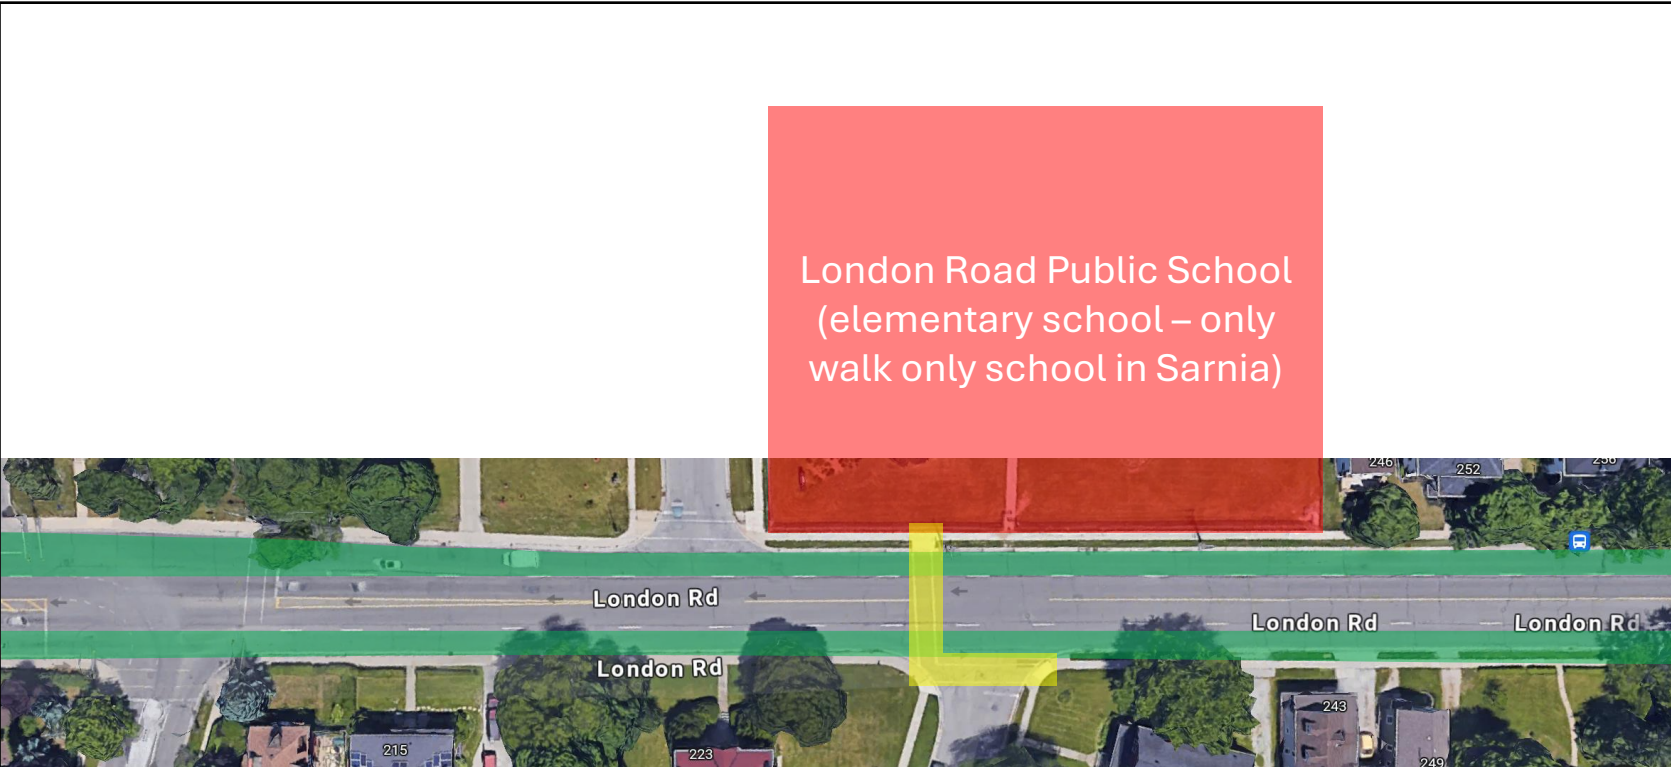 London Road Public School
(elementary school – only
walk only school in Sarnia)
246
252
256
London Rd
London Rd
London Rd
London Rd
243
215
223
249